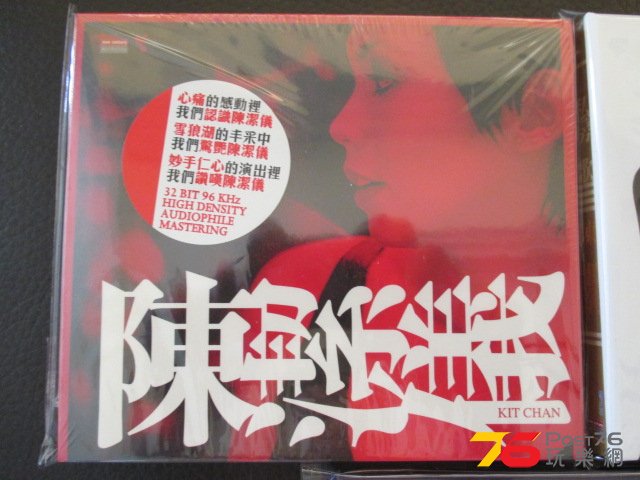 心痛的感動裡
我們認識陳潔儀
雪狼湖的丰采中
我們驚艷陳潔儀
妙手仁心的演出裡
我們讚嘆陳潔儀
32 BIT 96 KHz
HIGH DENSITY
AUDIOPHILE
MASTERING
陳潔儀
KIT CHAN
76 POST76
玩樂網